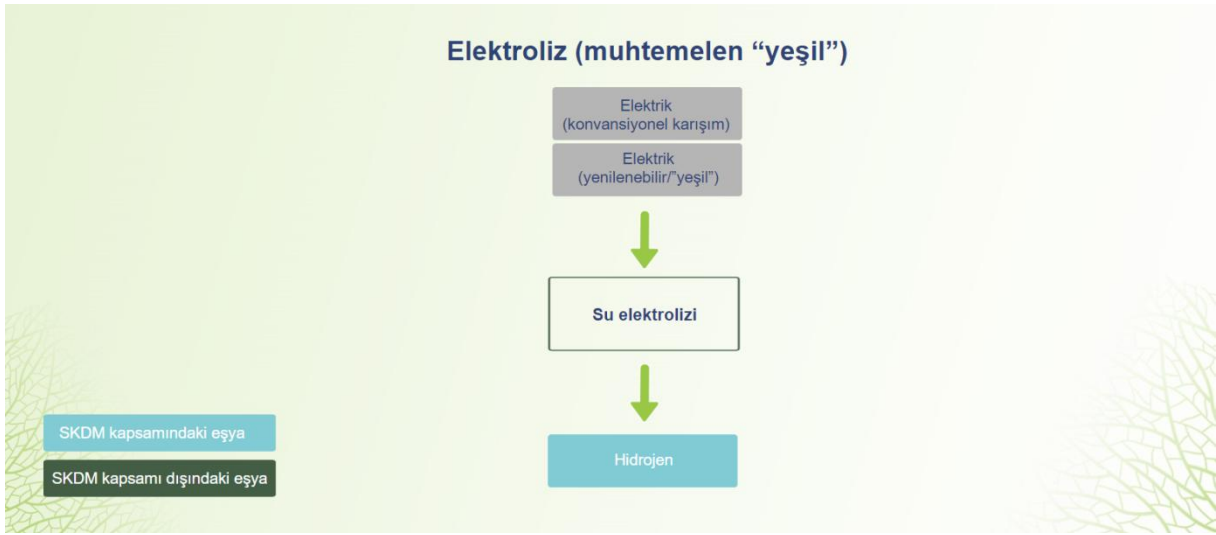 Elektroliz (muhtemelen “yeşil”)
Elektrik
(konvansiyonel karışım)
Elektrik
(yenilenebilir/”yeşil”)
Su elektrolizi
Hidrojen
SKDM kapsamındaki eşya
SKDM kapsamı dışındaki eşya